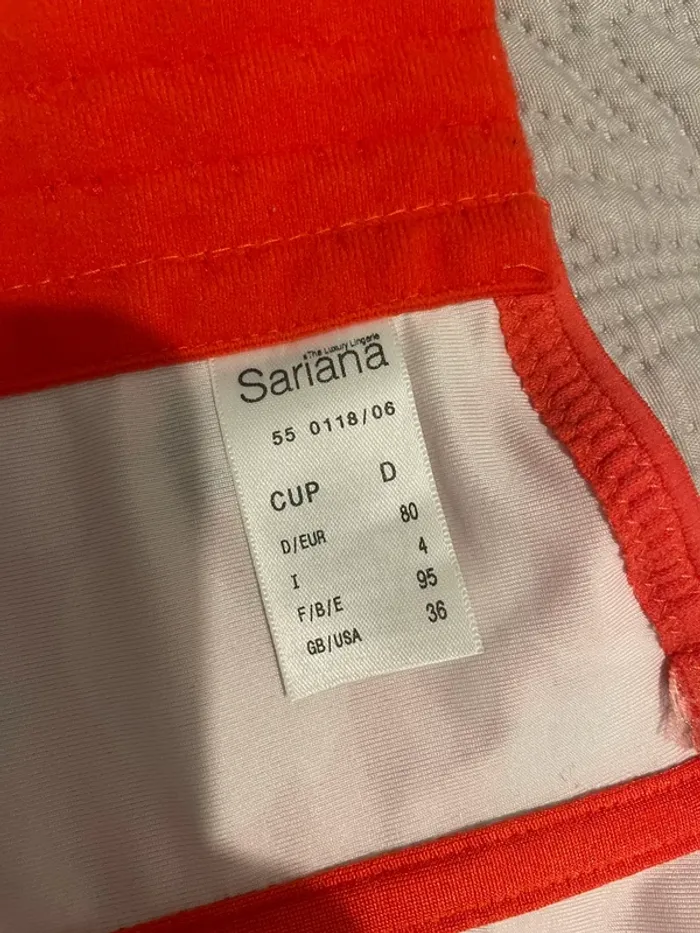 The Luxury Lingerie
Sariana
55 0118/06
CUP D
D/EUR 80
I 4
F/B/E 95
GB/USA 36